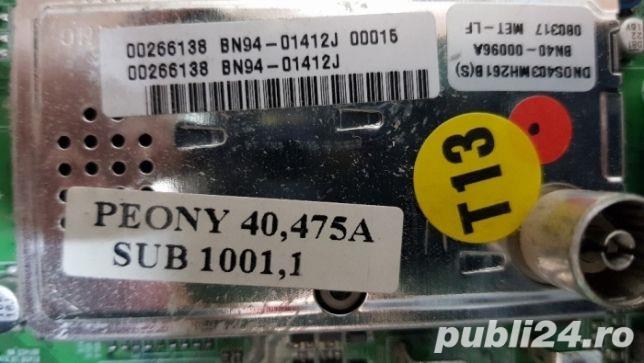 00266138 BN94-01412J 00015
00266138 BN94-01412J
DNOS403MH261B(S)
BN40-00096A
080317 MET-LF
T13
PEONY 40,475A
SUB 1001,1
publi24.ro